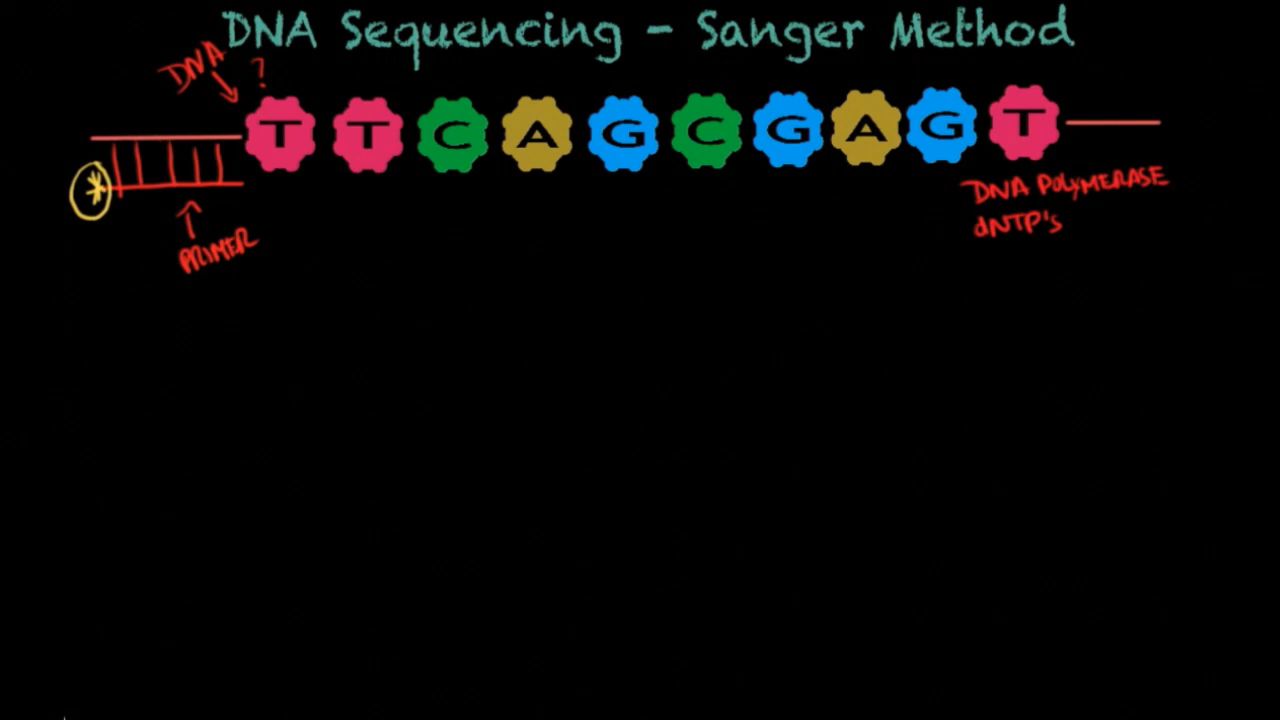 DNA Sequencing - Sanger Method
DNA ?
T T C A G C G A G T
*
PRIMER
DNA POLYMERASE
dNTP's